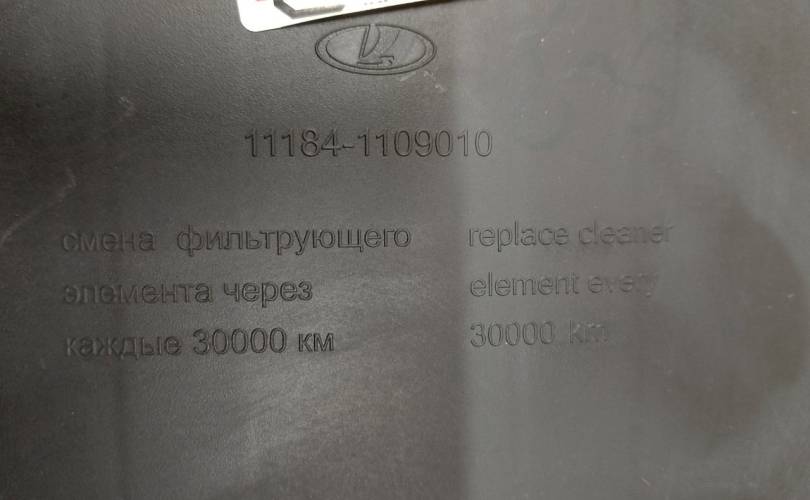 11184-1109010
смена фильтрующего
элемента через
каждые 30000 км
replace cleaner
element every
30000 km